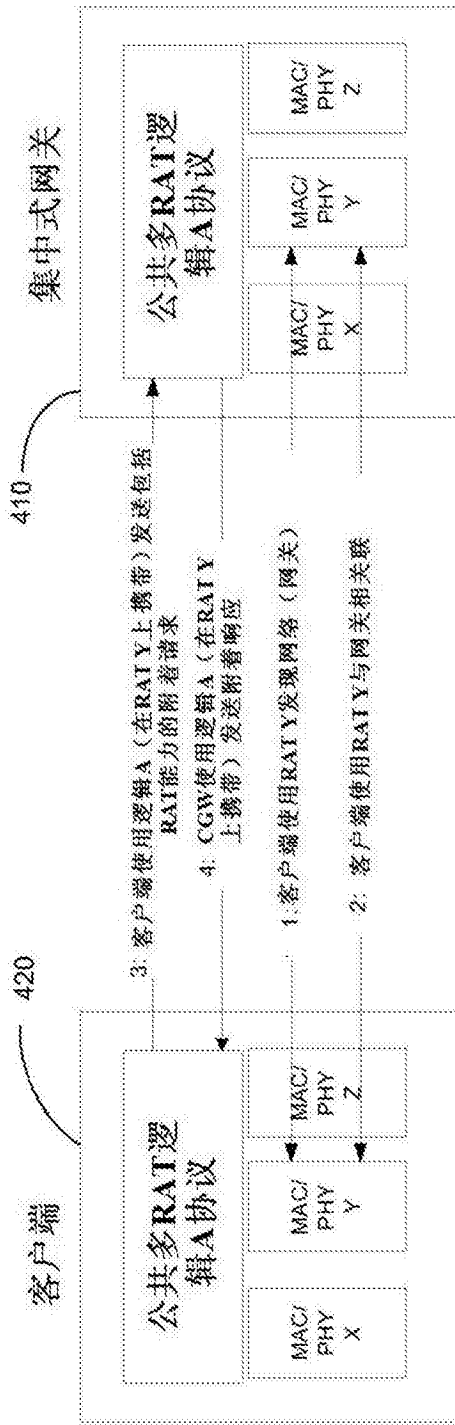 客户端
420
公共多RAT逻
辑A协议
MAC/
PHY
X
MAC/
PHY
Y
MAC/
PHY
Z
3: 客户端使用逻辑A（在RAT Y上携带）发送包括
RAT能力的附着请求
4: CGW使用逻辑A（在RAT Y
上携带）发送附着响应
1:客户端使用RAT Y发现网络（网关）
2: 客户端使用RAT Y与网关相关联
集中式网关
410
公共多RAT逻
辑A协议
MAC/
PHY
X
MAC/
PHY
Y
MAC/
PHY
Z